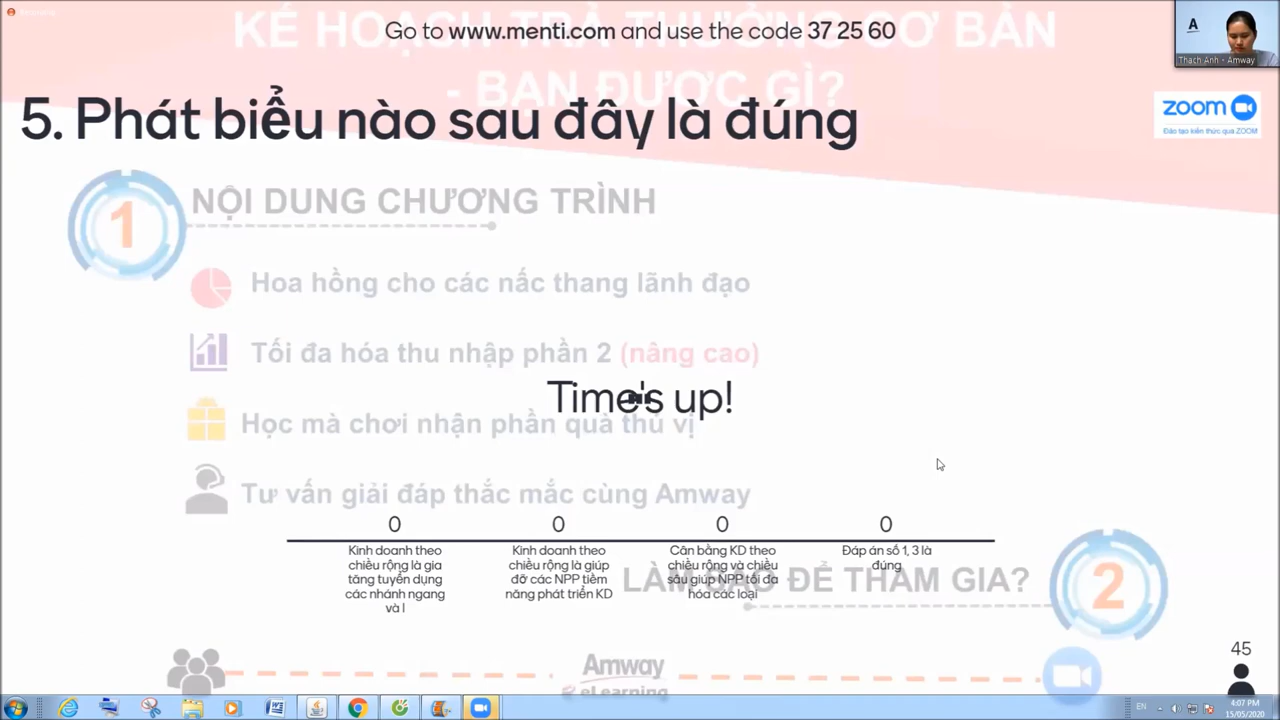 KẾ HOẠCH TRẢ THƯỞNG CƠ BẢN
Go to www.menti.com and use the code 37 25 60
- BẠN ĐƯỢC GÌ?
A
Thach Anh - Amway
5. Phát biểu nào sau đây là đúng
zoom
Đào tạo kiến thức qua ZOOM
1
NỘI DUNG CHƯƠNG TRÌNH
Hoa hồng cho các nấc thang lãnh đạo
Tối đa hóa thu nhập phần 2 (nâng cao)
Time's up!
Học mà chơi nhận phần quà thú vị
Tư vấn giải đáp thắc mắc cùng Amway
0
0
0
0
Kinh doanh theo
chiều rộng là gia
tăng tuyển dụng
các nhánh ngang
và l
Kinh doanh theo
chiều rộng là giúp
đỡ các NPP tiềm
năng phát triển KD
Cân bằng KD theo
chiều rộng và chiều
sâu giúp NPP tối đa
hóa các loại
Đáp án số 1, 3 là
đúng
LÀM SAO ĐỂ THAM GIA?
2
45
Amway
eLearning
EN
4:07 PM
15/05/2020